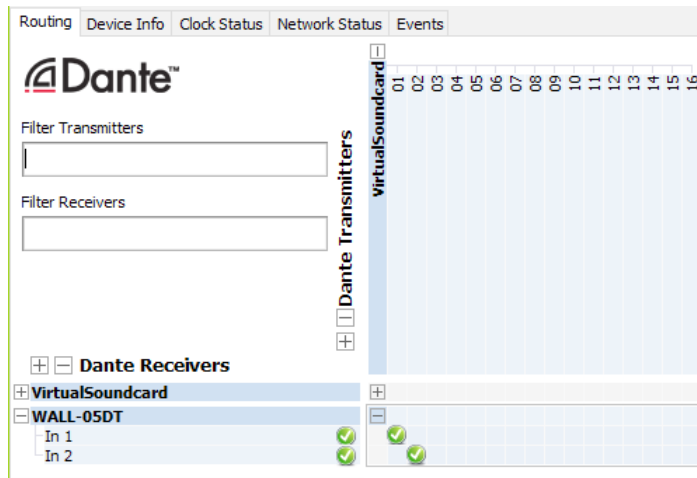 Routing Device Info Clock Status Network Status Events
Dante™
Filter Transmitters
Filter Receivers
Dante Transmitters
VirtualSoundcard
01 02 03 04 05 06 07 08 09 10 11 12 13 14 15 16
Dante Receivers
VirtualSoundcard
WALL-05DT
In 1
In 2